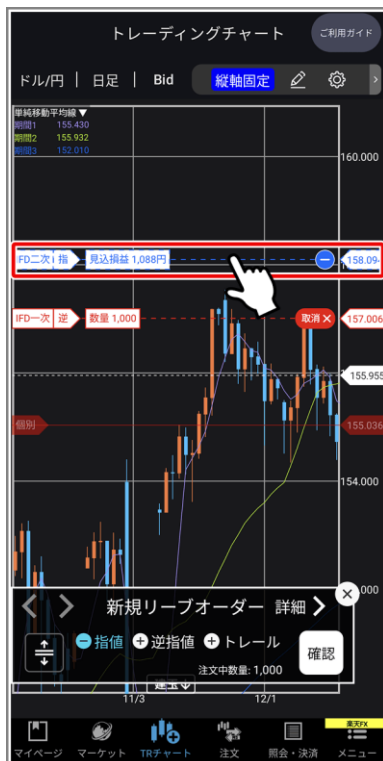 トレーディングチャート
ご利用ガイド
ドル/円 | 日足 | Bid 縦軸固定
単純移動平均線▼
期間1 155.430
期間2 155.932
期間3 152.010
160.000
指 見込損益 1,088円 158.09
IFD一次 逆 数量 1,000 取消× 157.006
155.955
個別 155.036
154.000
新規リーブオーダー 詳細
指値 逆指値 トレール
確認
注文中数量: 1,000
建玉
11/3 12/1
楽天FX
マイページ マーケット TRチャート 注文 照会・決済 メニュー